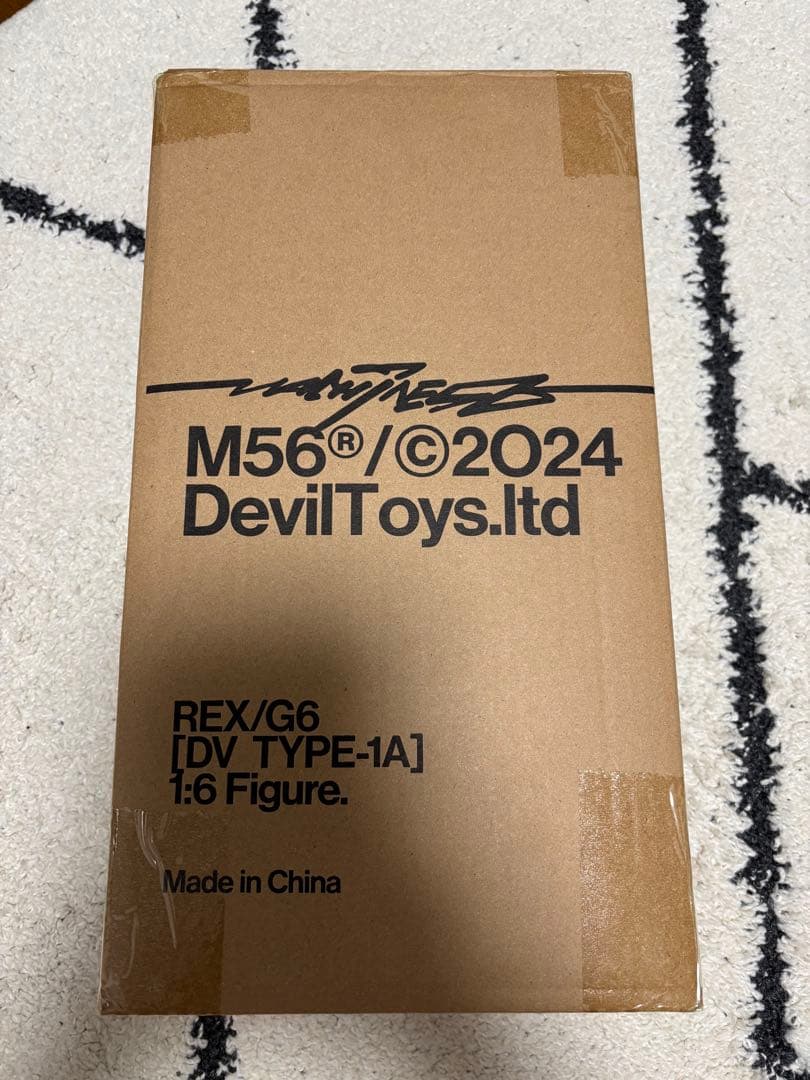 M56®/©2024
DevilToys.ltd
REX/G6
[DV TYPE-1A]
1:6 Figure.
Made in China